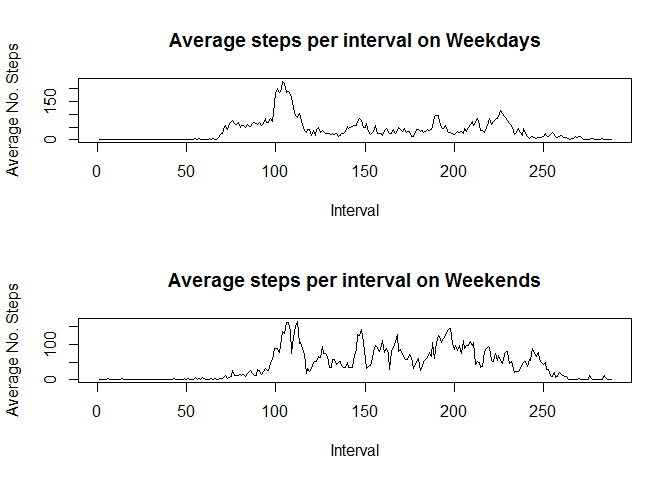 Average steps per interval on Weekdays
Average No. Steps
150
0
0 50 100 150 200 250
Interval
Average steps per interval on Weekends
Average No. Steps
100
0
0 50 100 150 200 250
Interval